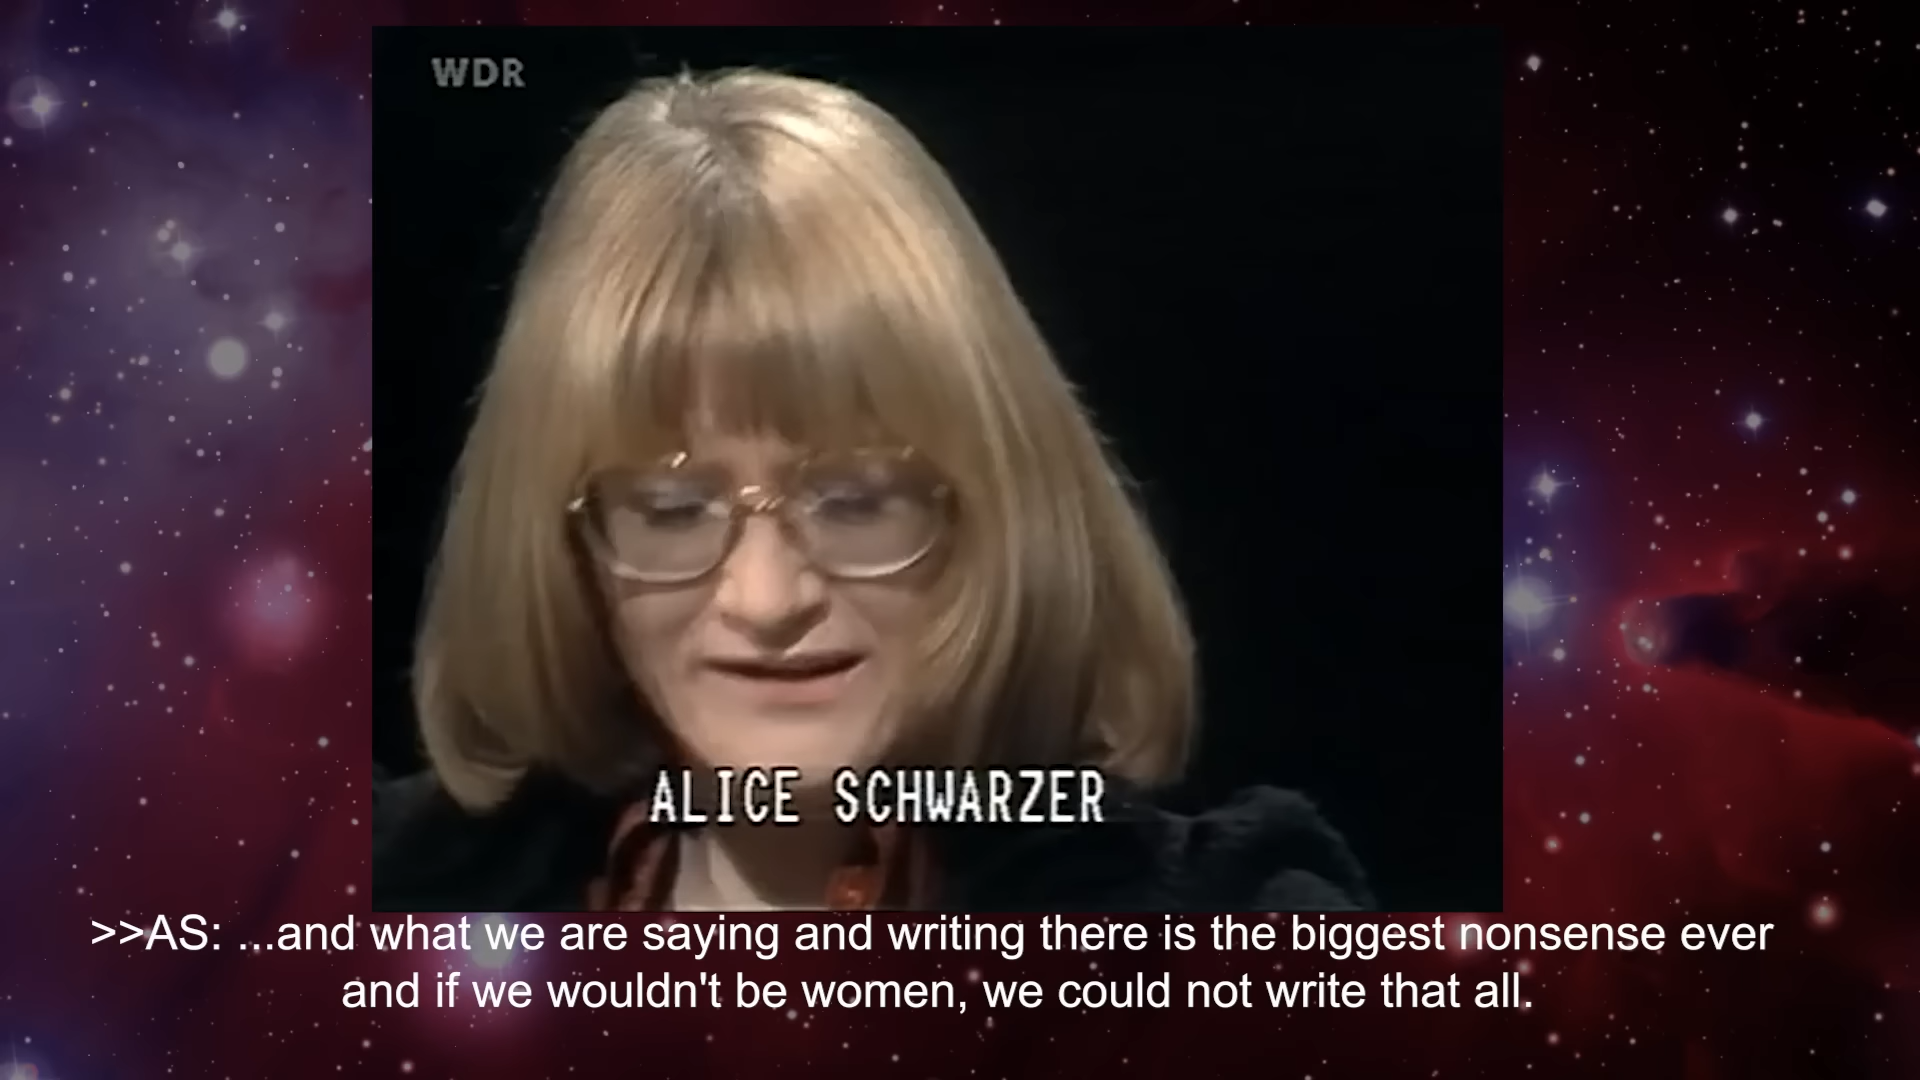 WDR
ALICE SCHWARZER
>>AS: ...and what we are saying and writing there is the biggest nonsense ever
and if we wouldn't be women, we could not write that all.